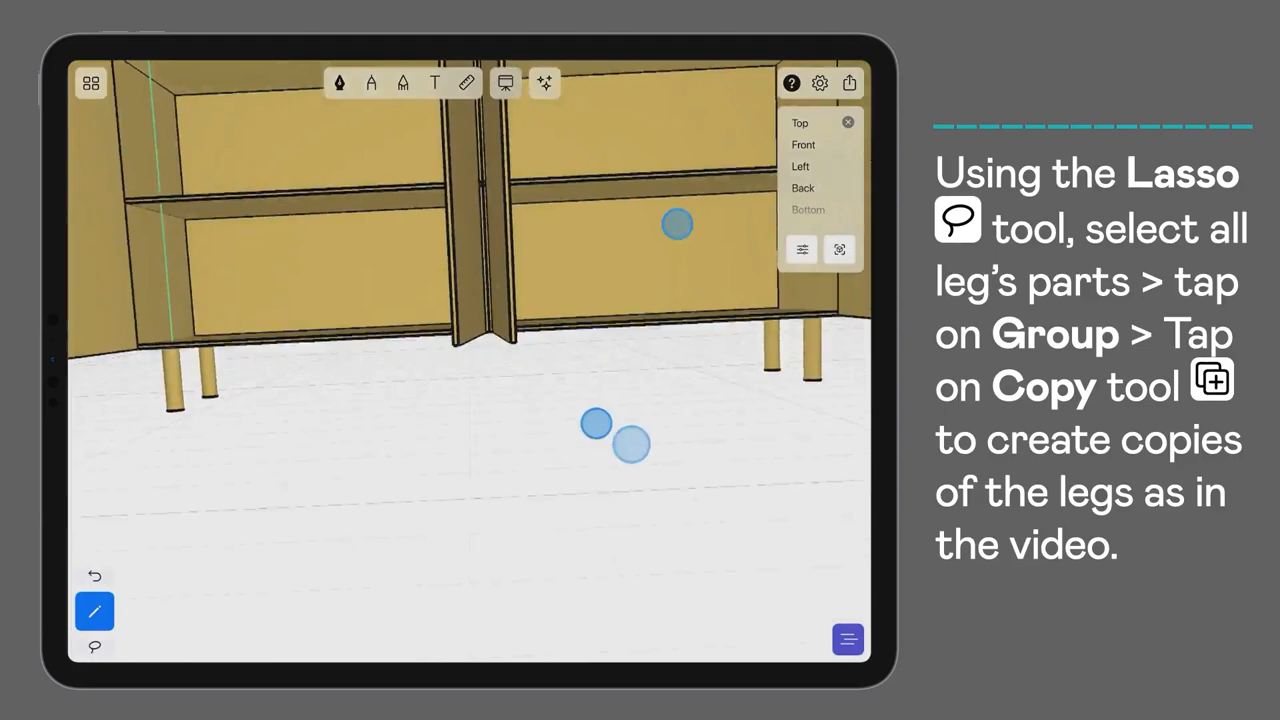 T
?
Top
Front
Left
Back
Bottom
Using the Lasso
tool, select all
leg's parts > tap
on Group > Tap
on Copy tool
to create copies
of the legs as in
the video.